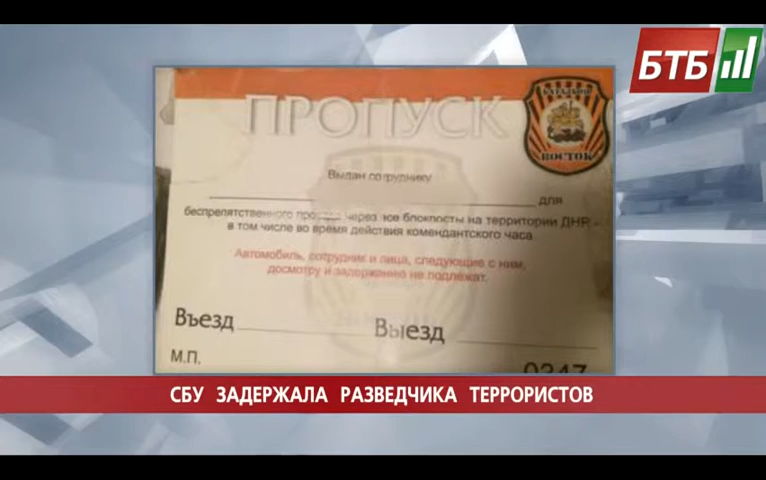 БТБ
ПРОПУСК
БАТАЛЬОН
ВОСТОК
Выдан сотруднику
для
беспрепятственного проезда через все блокпосты на территории ДНР -
в том числе во время действия комендантского часа
Автомобиль, сотрудник и лица, следующие с ним,
досмотру и задержанию не подлежат.
Въезд Выезд
М.П. 0247
СБУ ЗАДЕРЖАЛА РАЗВЕДЧИКА ТЕРРОРИСТОВ